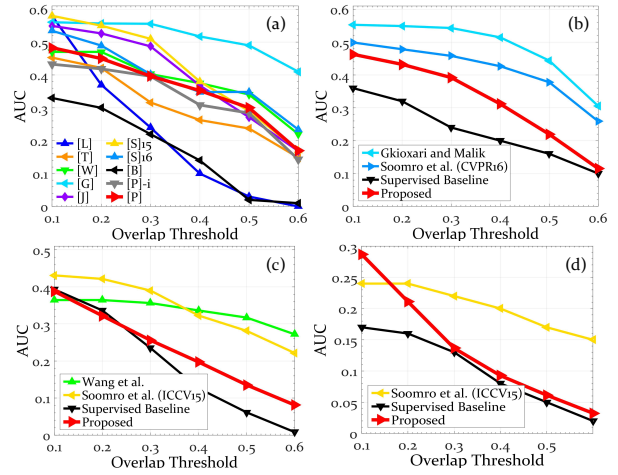 (a)
AUC
0.6
0.5
0.4
0.3
0.2
0.1
0
[L] [S]15
[T] [S]16
[W] [B]
[G] [P]-i
[J] [P]
0.1 0.2 0.3 0.4 0.5 0.6
Overlap Threshold
(b)
AUC
0.5
0.4
0.3
0.2
0.1
0
Gkioxari and Malik
Soomro et al. (CVPR16)
Supervised Baseline
Proposed
0.1 0.2 0.3 0.4 0.5 0.6
Overlap Threshold
(c)
AUC
0.5
0.4
0.3
0.2
0.1
0
Wang et al.
Soomro et al. (ICCV15)
Supervised Baseline
Proposed
0.1 0.2 0.3 0.4 0.5 0.6
Overlap Threshold
(d)
AUC
0.3
0.25
0.2
0.15
0.1
0.05
0
Soomro et al. (ICCV15)
Supervised Baseline
Proposed
0.1 0.2 0.3 0.4 0.5 0.6
Overlap Threshold